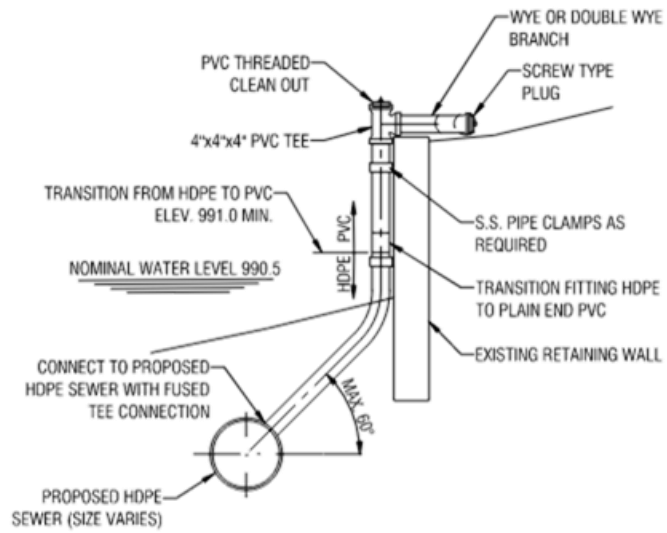 WYE OR DOUBLE WYE
BRANCH
PVC THREADED
CLEAN OUT
SCREW TYPE
PLUG
4"x4"x4" PVC TEE
TRANSITION FROM HDPE TO PVC
ELEV. 991.0 MIN.
S.S. PIPE CLAMPS AS
REQUIRED
HDPE PVC
NOMINAL WATER LEVEL 990.5
TRANSITION FITTING HDPE
TO PLAIN END PVC
EXISTING RETAINING WALL
CONNECT TO PROPOSED
HDPE SEWER WITH FUSED
TEE CONNECTION
MAX. 60°
PROPOSED HDPE
SEWER (SIZE VARIES)